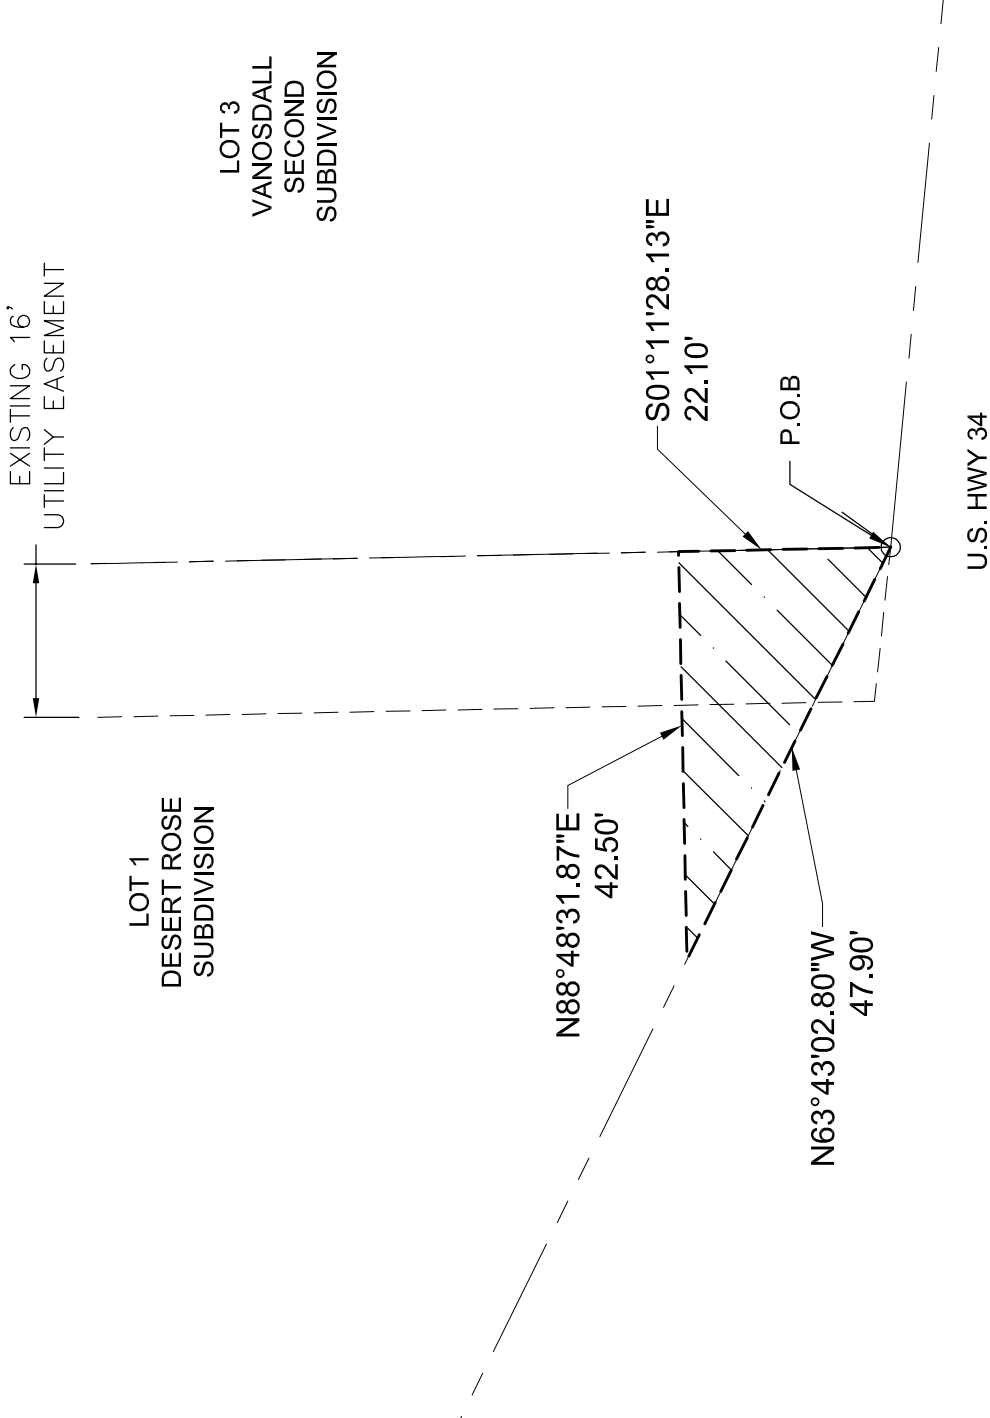 EXISTING 16'
UTILITY EASEMENT
LOT 3
VANOSDALL
SECOND
SUBDIVISION
LOT 1
DESERT ROSE
SUBDIVISION
S01°11'28.13"E
22.10'
P.O.B
N88°48'31.87"E
42.50'
N63°43'02.80"W
47.90'
U.S. HWY 34